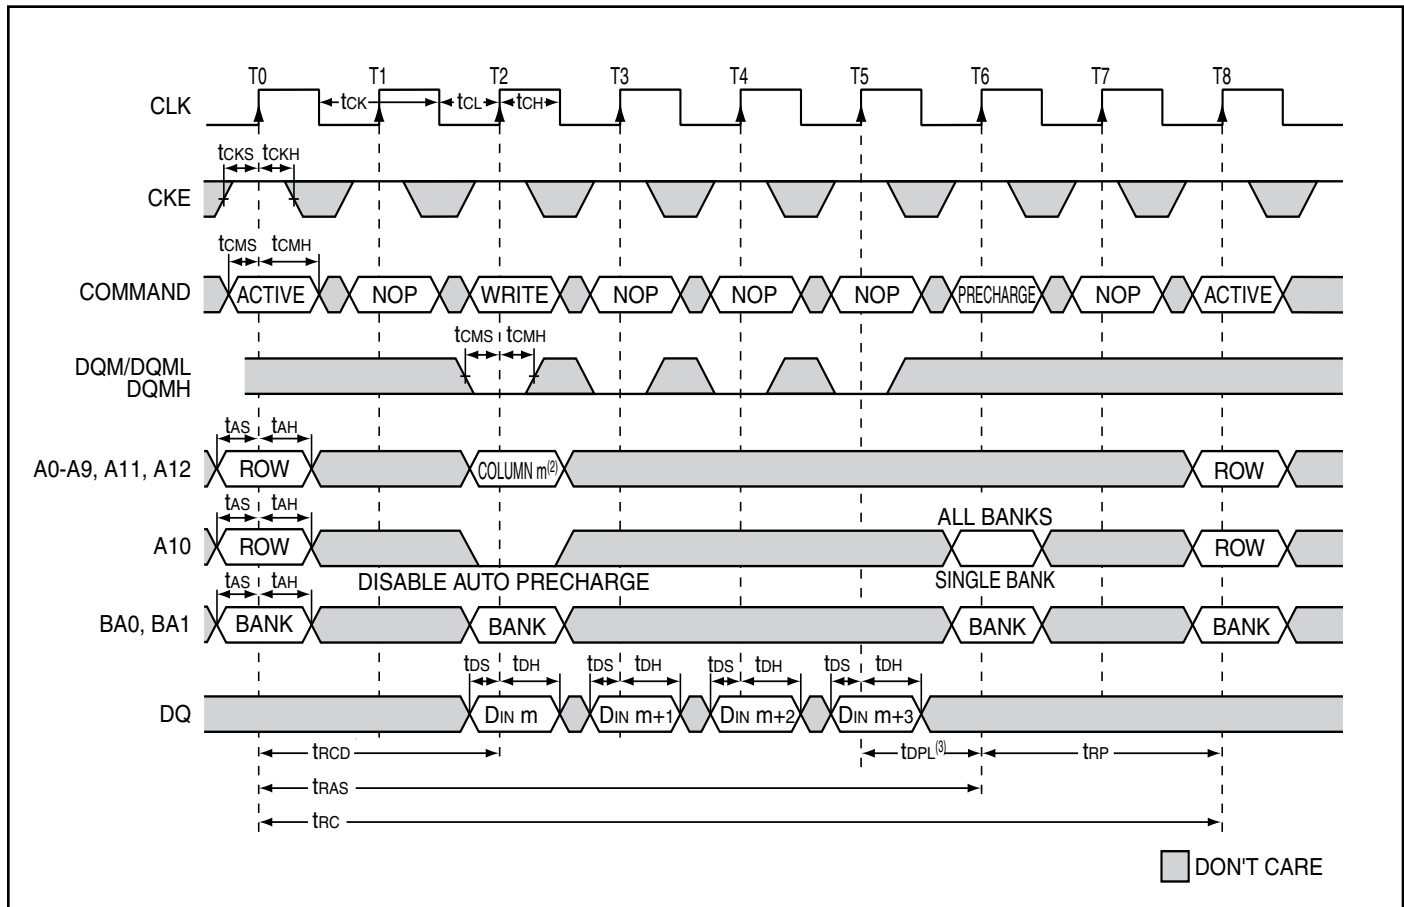 T0 T1 T2 T3 T4 T5 T6 T7 T8
CLK tCK tCL tCH
tCKS tCKH
CKE
tCMS tCMH
COMMAND ACTIVE NOP WRITE NOP NOP NOP PRECHARGE NOP ACTIVE
tCMS tCMH
DQM/DQML
DQMH
tAS tAH
A0-A9, A11, A12 ROW COLUMN m(2) ROW
tAS tAH ALL BANKS
A10 ROW ROW
DISABLE AUTO PRECHARGE SINGLE BANK
tAS tAH
BA0, BA1 BANK BANK BANK BANK
tDS tDH tDS tDH tDS tDH tDS tDH
DQ DIN m DIN m+1 DIN m+2 DIN m+3
tRCD tDPL(3) tRP
tRAS
tRC
DON'T CARE